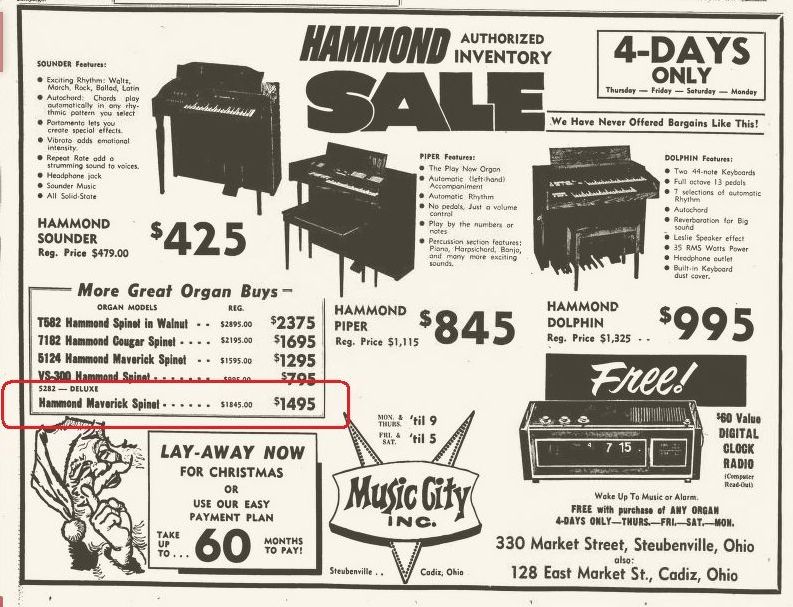 HAMMOND AUTHORIZED INVENTORY
SALE
4-DAYS
ONLY
Thursday — Friday — Saturday — Monday
We Have Never Offered Bargains Like This!
SOUNDER Features:
Exciting Rhythm: Waltz,
March, Rock, Ballad, Latin
Autochord: Chords play
automatically in any rhy-
thmic pattern you select
Portamento lets you
create special effects.
Vibrato adds emotional
intensity.
Repeat Rate add a
strumming sound to voices.
Headphone jack
Sounder Music
All Solid-State
HAMMOND
SOUNDER
Reg. Price $479.00
$425
PIPER Features:
The Play Now Organ
Automatic (left-hand)
Accompaniment
Automatic Rhythm
No pedals, Just a volume
control
Play by the numbers or
notes
Percussion section features:
Piano, Harpsichord, Banjo,
and many more exciting
sounds.
HAMMOND
PIPER
Reg. Price $1,115
$845
DOLPHIN Features:
Two 44-note Keyboards
Full octave 13 pedals
7 selections of automatic
Rhythm
Autochord
Reverberation for Big
sound
Leslie Speaker effect
35 RMS Watts Power
Headphone outlet
Built-in Keyboard
dust cover.
HAMMOND
DOLPHIN
Reg. Price $1,325 - -
$995
More Great Organ Buys
ORGAN MODELS REG.
T582 Hammond Spinet in Walnut - - $2895.00 $2375
7182 Hammond Cougar Spinet - - - - $2195.00 $1695
5124 Hammond Maverick Spinet - - $1595.00 $1295
VS-300 Hammond Spinet - - - - - - $995.00 $795
5282 — DELUXE
Hammond Maverick Spinet - - - - - - $1845.00 $1495
LAY-AWAY NOW
FOR CHRISTMAS
OR
USE OUR EASY
PAYMENT PLAN
TAKE UP TO . . . 60 MONTHS TO PAY!
MON. & THURS. 'til 9
FRI. & SAT. 'til 5
Music City
INC.
Steubenville . . Cadiz, Ohio
Free!
7 15
$60 Value
DIGITAL
CLOCK
RADIO
(Computer
Read-Out)
Wake Up To Music or Alarm.
FREE with purchase of ANY ORGAN
4-DAYS ONLY—THURS.—FRI.—SAT.—MON.
330 Market Street, Steubenville, Ohio
also:
128 East Market St., Cadiz, Ohio